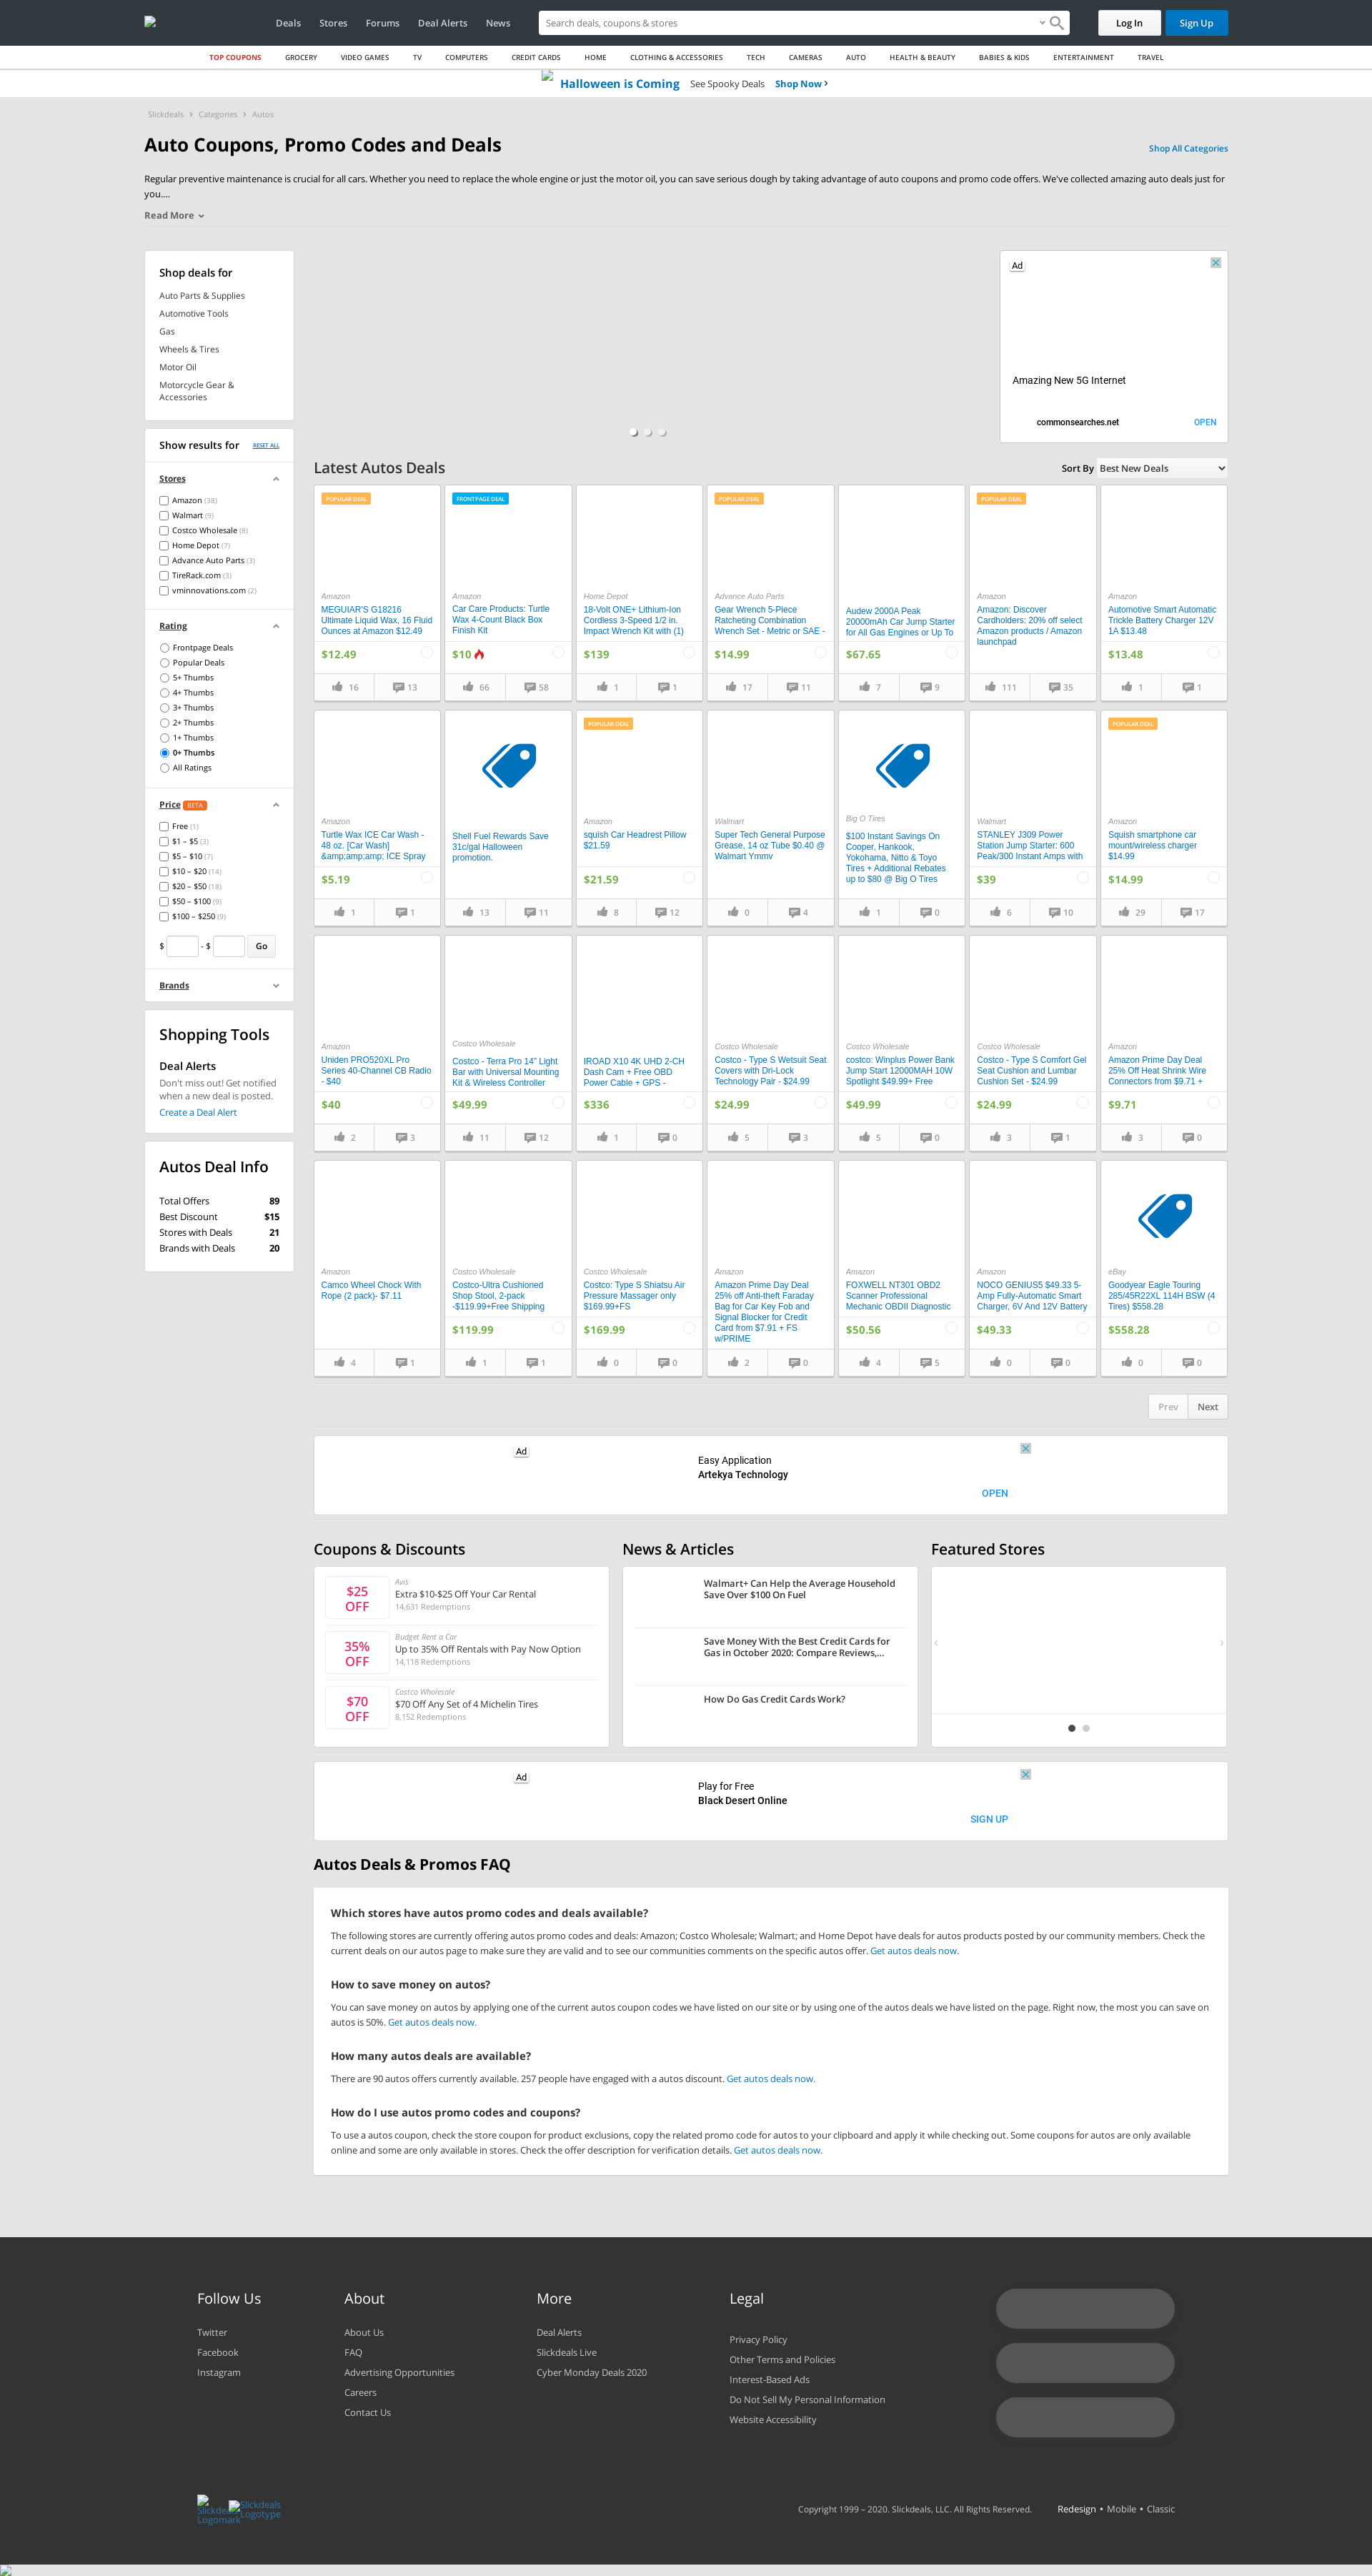 Deals Stores Forums Deal Alerts News
Search deals, coupons & stores
Log In
Sign Up
TOP COUPONS GROCERY VIDEO GAMES TV COMPUTERS CREDIT CARDS HOME CLOTHING & ACCESSORIES TECH CAMERAS AUTO HEALTH & BEAUTY BABIES & KIDS ENTERTAINMENT TRAVEL
Halloween is Coming See Spooky Deals Shop Now
Slickdeals Categories Autos
Auto Coupons, Promo Codes and Deals
Shop All Categories
Regular preventive maintenance is crucial for all cars. Whether you need to replace the whole engine or just the motor oil, you can save serious dough by taking advantage of auto coupons and promo code offers. We've collected amazing auto deals just for
you....
Read More
Shop deals for
Auto Parts & Supplies
Automotive Tools
Gas
Wheels & Tires
Motor Oil
Motorcycle Gear &
Accessories
Show results for RESET ALL
Stores
Amazon (38)
Walmart (9)
Costco Wholesale (8)
Home Depot (7)
Advance Auto Parts (3)
TireRack.com (3)
vminnovations.com (2)
Rating
Frontpage Deals
Popular Deals
5+ Thumbs
4+ Thumbs
3+ Thumbs
2+ Thumbs
1+ Thumbs
0+ Thumbs
All Ratings
Price BETA
Free (1)
$1 – $5 (3)
$5 – $10 (7)
$10 – $20 (14)
$20 – $50 (18)
$50 – $100 (9)
$100 – $250 (9)
$ - $ Go
Brands
Shopping Tools
Deal Alerts
Don't miss out! Get notified
when a new deal is posted.
Create a Deal Alert
Autos Deal Info
Total Offers 89
Best Discount $15
Stores with Deals 21
Brands with Deals 20
Ad
Amazing New 5G Internet
commonsearches.net OPEN
Latest Autos Deals
Sort By Best New Deals
POPULAR DEAL
Amazon
MEGUIAR'S G18216
Ultimate Liquid Wax, 16 Fluid
Ounces at Amazon $12.49
$12.49
16 13
FRONTPAGE DEAL
Amazon
Car Care Products: Turtle
Wax 4-Count Black Box
Finish Kit
$10
66 58
Home Depot
18-Volt ONE+ Lithium-Ion
Cordless 3-Speed 1/2 in.
Impact Wrench Kit with (1)
$139
1 1
POPULAR DEAL
Advance Auto Parts
Gear Wrench 5-Piece
Ratcheting Combination
Wrench Set - Metric or SAE -
$14.99
17 11
Audew 2000A Peak
20000mAh Car Jump Starter
for All Gas Engines or Up To
$67.65
7 9
POPULAR DEAL
Amazon
Amazon: Discover
Cardholders: 20% off select
Amazon products / Amazon
launchpad
111 35
Amazon
Automotive Smart Automatic
Trickle Battery Charger 12V
1A $13.48
$13.48
1 1
Amazon
Turtle Wax ICE Car Wash -
48 oz. [Car Wash]
&amp;amp;amp; ICE Spray
$5.19
1 1
Shell Fuel Rewards Save
31c/gal Halloween
promotion.
13 11
POPULAR DEAL
Amazon
squish Car Headrest Pillow
$21.59
$21.59
8 12
Walmart
Super Tech General Purpose
Grease, 14 oz Tube $0.40 @
Walmart Ymmv
0 4
Big O Tires
$100 Instant Savings On
Cooper, Hankook,
Yokohama, Nitto & Toyo
Tires + Additional Rebates
up to $80 @ Big O Tires
1 0
Walmart
STANLEY J309 Power
Station Jump Starter: 600
Peak/300 Instant Amps with
$39
6 10
POPULAR DEAL
Amazon
Squish smartphone car
mount/wireless charger
$14.99
$14.99
29 17
Amazon
Uniden PRO520XL Pro
Series 40-Channel CB Radio
- $40
$40
2 3
Costco Wholesale
Costco - Terra Pro 14" Light
Bar with Universal Mounting
Kit & Wireless Controller
$49.99
11 12
IROAD X10 4K UHD 2-CH
Dash Cam + Free OBD
Power Cable + GPS -
$336
1 0
Costco Wholesale
Costco - Type S Wetsuit Seat
Covers with Dri-Lock
Technology Pair - $24.99
$24.99
5 3
Costco Wholesale
costco: Winplus Power Bank
Jump Start 12000MAH 10W
Spotlight $49.99+ Free
$49.99
5 0
Costco Wholesale
Costco - Type S Comfort Gel
Seat Cushion and Lumbar
Cushion Set - $24.99
$24.99
3 1
Amazon
Amazon Prime Day Deal
25% Off Heat Shrink Wire
Connectors from $9.71 +
$9.71
3 0
Amazon
Camco Wheel Chock With
Rope (2 pack)- $7.11
4 1
Costco Wholesale
Costco-Ultra Cushioned
Shop Stool, 2-pack
-$119.99+Free Shipping
$119.99
1 1
Costco Wholesale
Costco: Type S Shiatsu Air
Pressure Massager only
$169.99+FS
$169.99
0 0
Amazon
Amazon Prime Day Deal
25% off Anti-theft Faraday
Bag for Car Key Fob and
Signal Blocker for Credit
Card from $7.91 + FS
w/PRIME
2 0
Amazon
FOXWELL NT301 OBD2
Scanner Professional
Mechanic OBDII Diagnostic
$50.56
4 5
Amazon
NOCO GENIUS5 $49.33 5-
Amp Fully-Automatic Smart
Charger, 6V And 12V Battery
$49.33
0 0
eBay
Goodyear Eagle Touring
285/45R22XL 114H BSW (4
Tires) $558.28
$558.28
0 0
Prev Next
Ad
Easy Application
Artekya Technology
OPEN
Coupons & Discounts
$25
OFF
Avis
Extra $10-$25 Off Your Car Rental
14,631 Redemptions
35%
OFF
Budget Rent a Car
Up to 35% Off Rentals with Pay Now Option
14,118 Redemptions
$70
OFF
Costco Wholesale
$70 Off Any Set of 4 Michelin Tires
8,152 Redemptions
News & Articles
Walmart+ Can Help the Average Household
Save Over $100 On Fuel
Save Money With the Best Credit Cards for
Gas in October 2020: Compare Reviews,...
How Do Gas Credit Cards Work?
Featured Stores
Ad
Play for Free
Black Desert Online
SIGN UP
Autos Deals & Promos FAQ
Which stores have autos promo codes and deals available?
The following stores are currently offering autos promo codes and deals: Amazon; Costco Wholesale; Walmart; and Home Depot have deals for autos products posted by our community members. Check the
current deals on our autos page to make sure they are valid and to see our communities comments on the specific autos offer. Get autos deals now.
How to save money on autos?
You can save money on autos by applying one of the current autos coupon codes we have listed on our site or by using one of the autos deals we have listed on the page. Right now, the most you can save on
autos is 50%. Get autos deals now.
How many autos deals are available?
There are 90 autos offers currently available. 257 people have engaged with a autos discount. Get autos deals now.
How do I use autos promo codes and coupons?
To use a autos coupon, check the store coupon for product exclusions, copy the related promo code for autos to your clipboard and apply it while checking out. Some coupons for autos are only available
online and some are only available in stores. Check the offer description for verification details. Get autos deals now.
Follow Us
Twitter
Facebook
Instagram
About
About Us
FAQ
Advertising Opportunities
Careers
Contact Us
More
Deal Alerts
Slickdeals Live
Cyber Monday Deals 2020
Legal
Privacy Policy
Other Terms and Policies
Interest-Based Ads
Do Not Sell My Personal Information
Website Accessibility
Slickdeals
Logomark
Slickdeals
Logotype
Copyright 1999 – 2020. Slickdeals, LLC. All Rights Reserved.
Redesign • Mobile • Classic